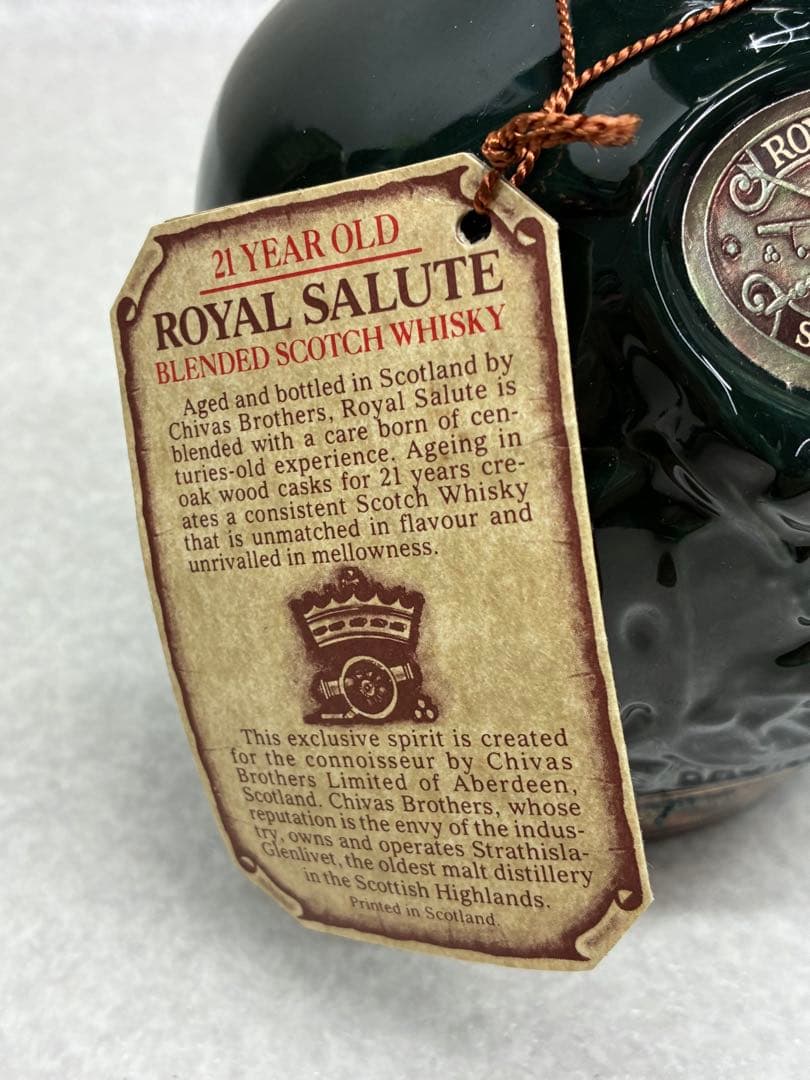 21 YEAR OLD
ROYAL SALUTE
BLENDED SCOTCH WHISKY
Aged and bottled in Scotland by
Chivas Brothers, Royal Salute is
blended with a care born of cen-
turies-old experience. Ageing in
oak wood casks for 21 years cre-
ates a consistent Scotch Whisky
that is unmatched in flavour and
unrivalled in mellowness.
This exclusive spirit is created
for the connoisseur by Chivas
Brothers Limited of Aberdeen,
Scotland. Chivas Brothers, whose
reputation is the envy of the indus-
try, owns and operates Strathisla-
Glenlivet, the oldest malt distillery
in the Scottish Highlands.
Printed in Scotland.